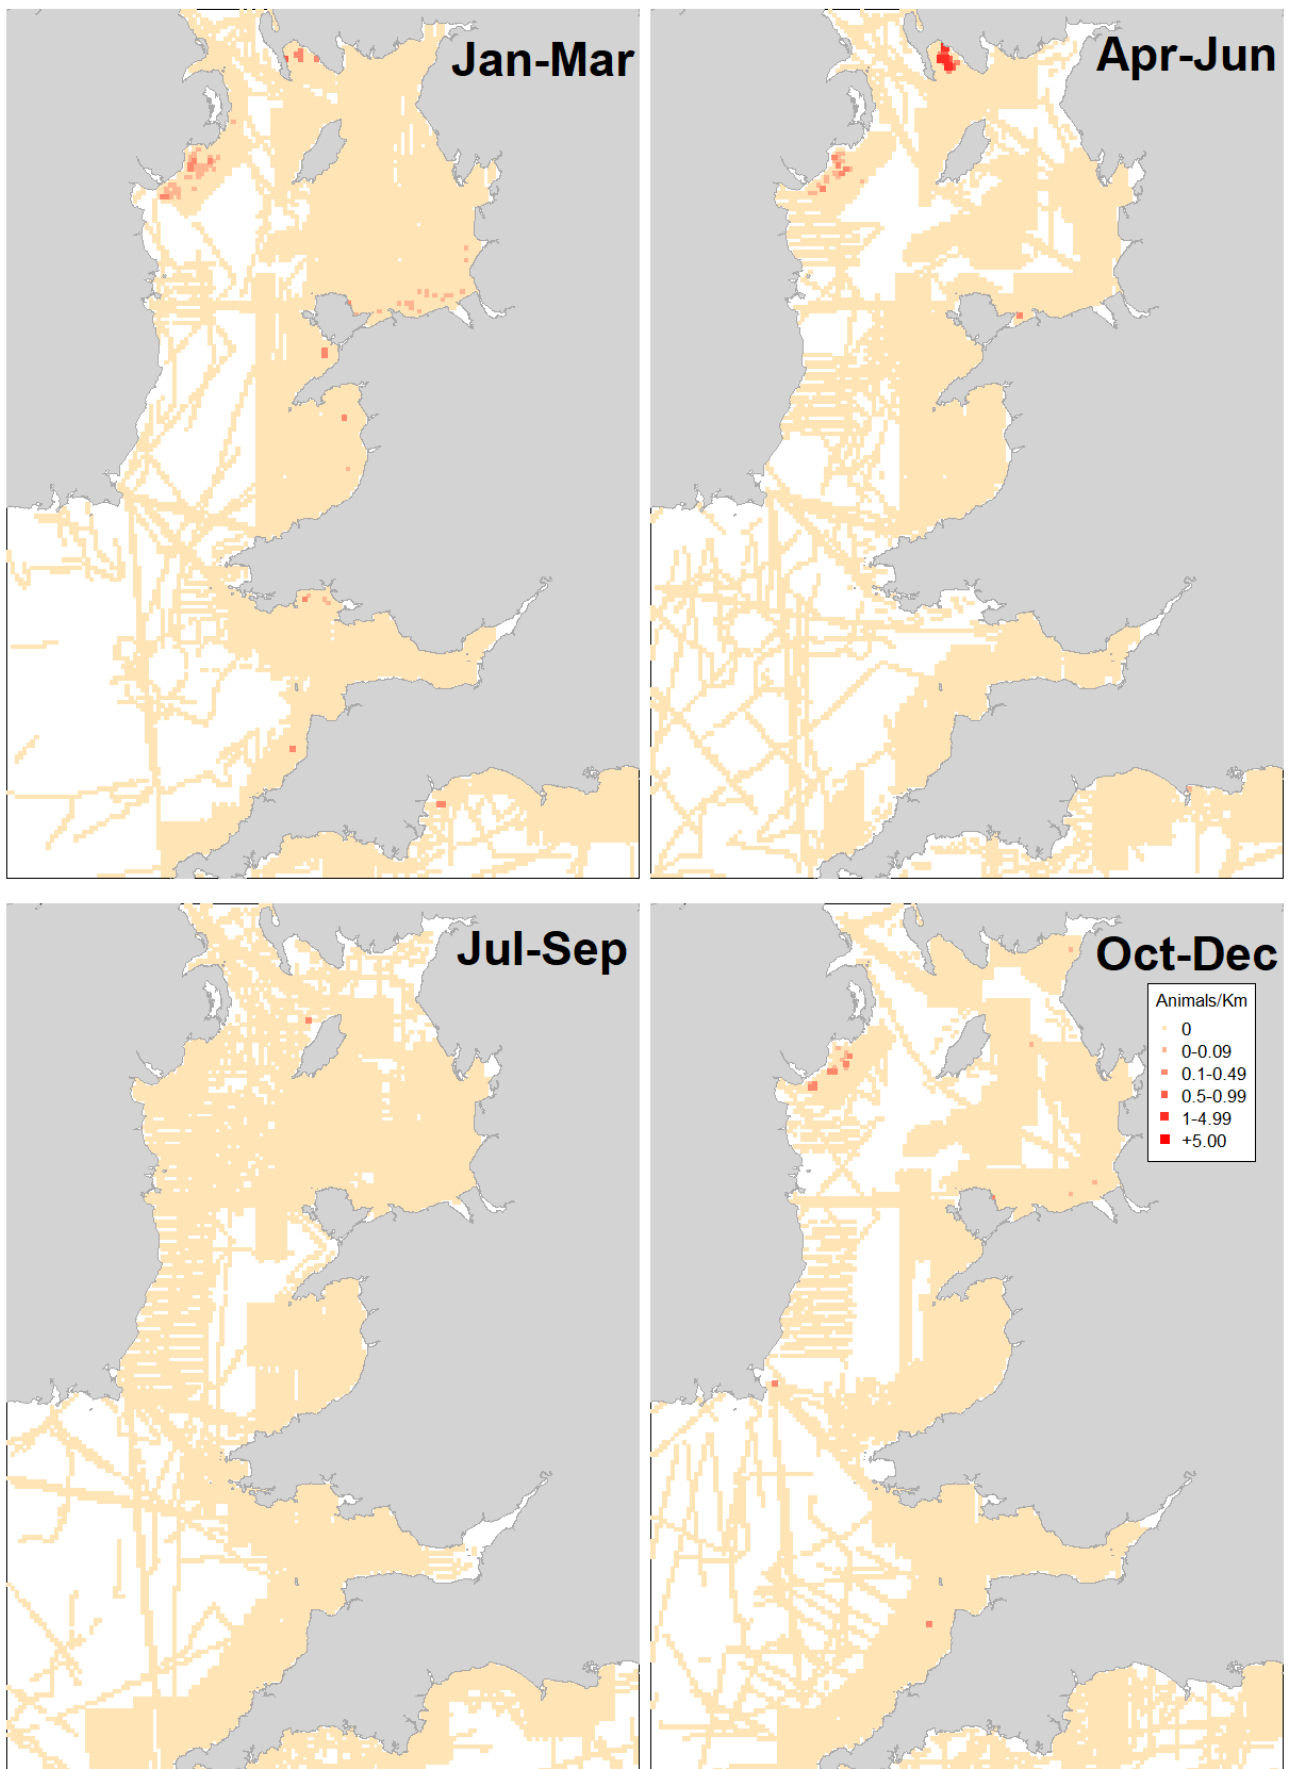 Jan-Mar
Apr-Jun
Jul-Sep
Oct-Dec
Animals/Km
0
0-0.09
0.1-0.49
0.5-0.99
1-4.99
+5.00